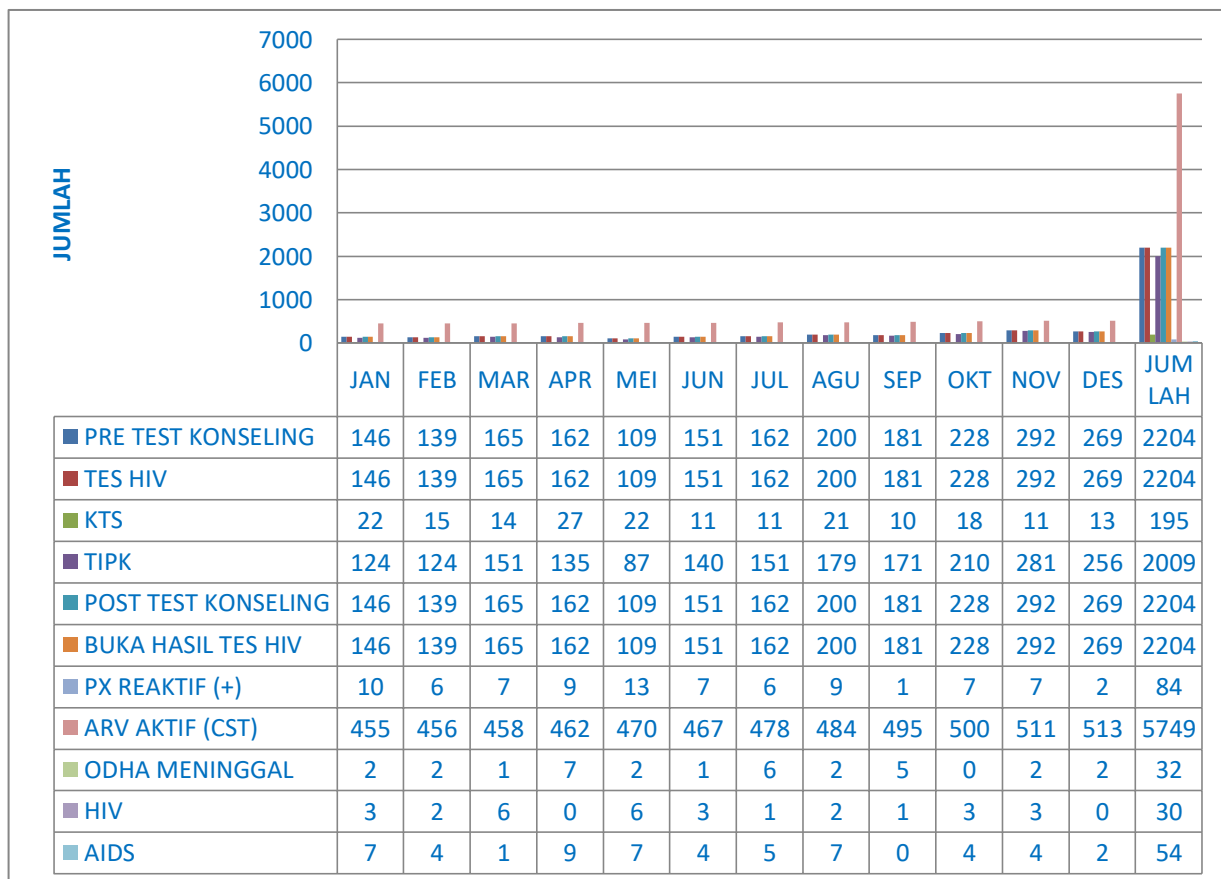 7000
6000
5000
4000
3000
2000
1000
0
JUMLAH
JAN FEB MAR APR MEI JUN JUL AGU SEP OKT NOV DES JUM
LAH
PRE TEST KONSELING 146 139 165 162 109 151 162 200 181 228 292 269 2204
TES HIV 146 139 165 162 109 151 162 200 181 228 292 269 2204
KTS 22 15 14 27 22 11 11 21 10 18 11 13 195
TIPK 124 124 151 135 87 140 151 179 171 210 281 256 2009
POST TEST KONSELING 146 139 165 162 109 151 162 200 181 228 292 269 2204
BUKA HASIL TES HIV 146 139 165 162 109 151 162 200 181 228 292 269 2204
PX REAKTIF (+) 10 6 7 9 13 7 6 9 1 7 7 2 84
ARV AKTIF (CST) 455 456 458 462 470 467 478 484 495 500 511 513 5749
ODHA MENINGGAL 2 2 1 7 2 1 6 2 5 0 2 2 32
HIV 3 2 6 0 6 3 1 2 1 3 3 0 30
AIDS 7 4 1 9 7 4 5 7 0 4 4 2 54